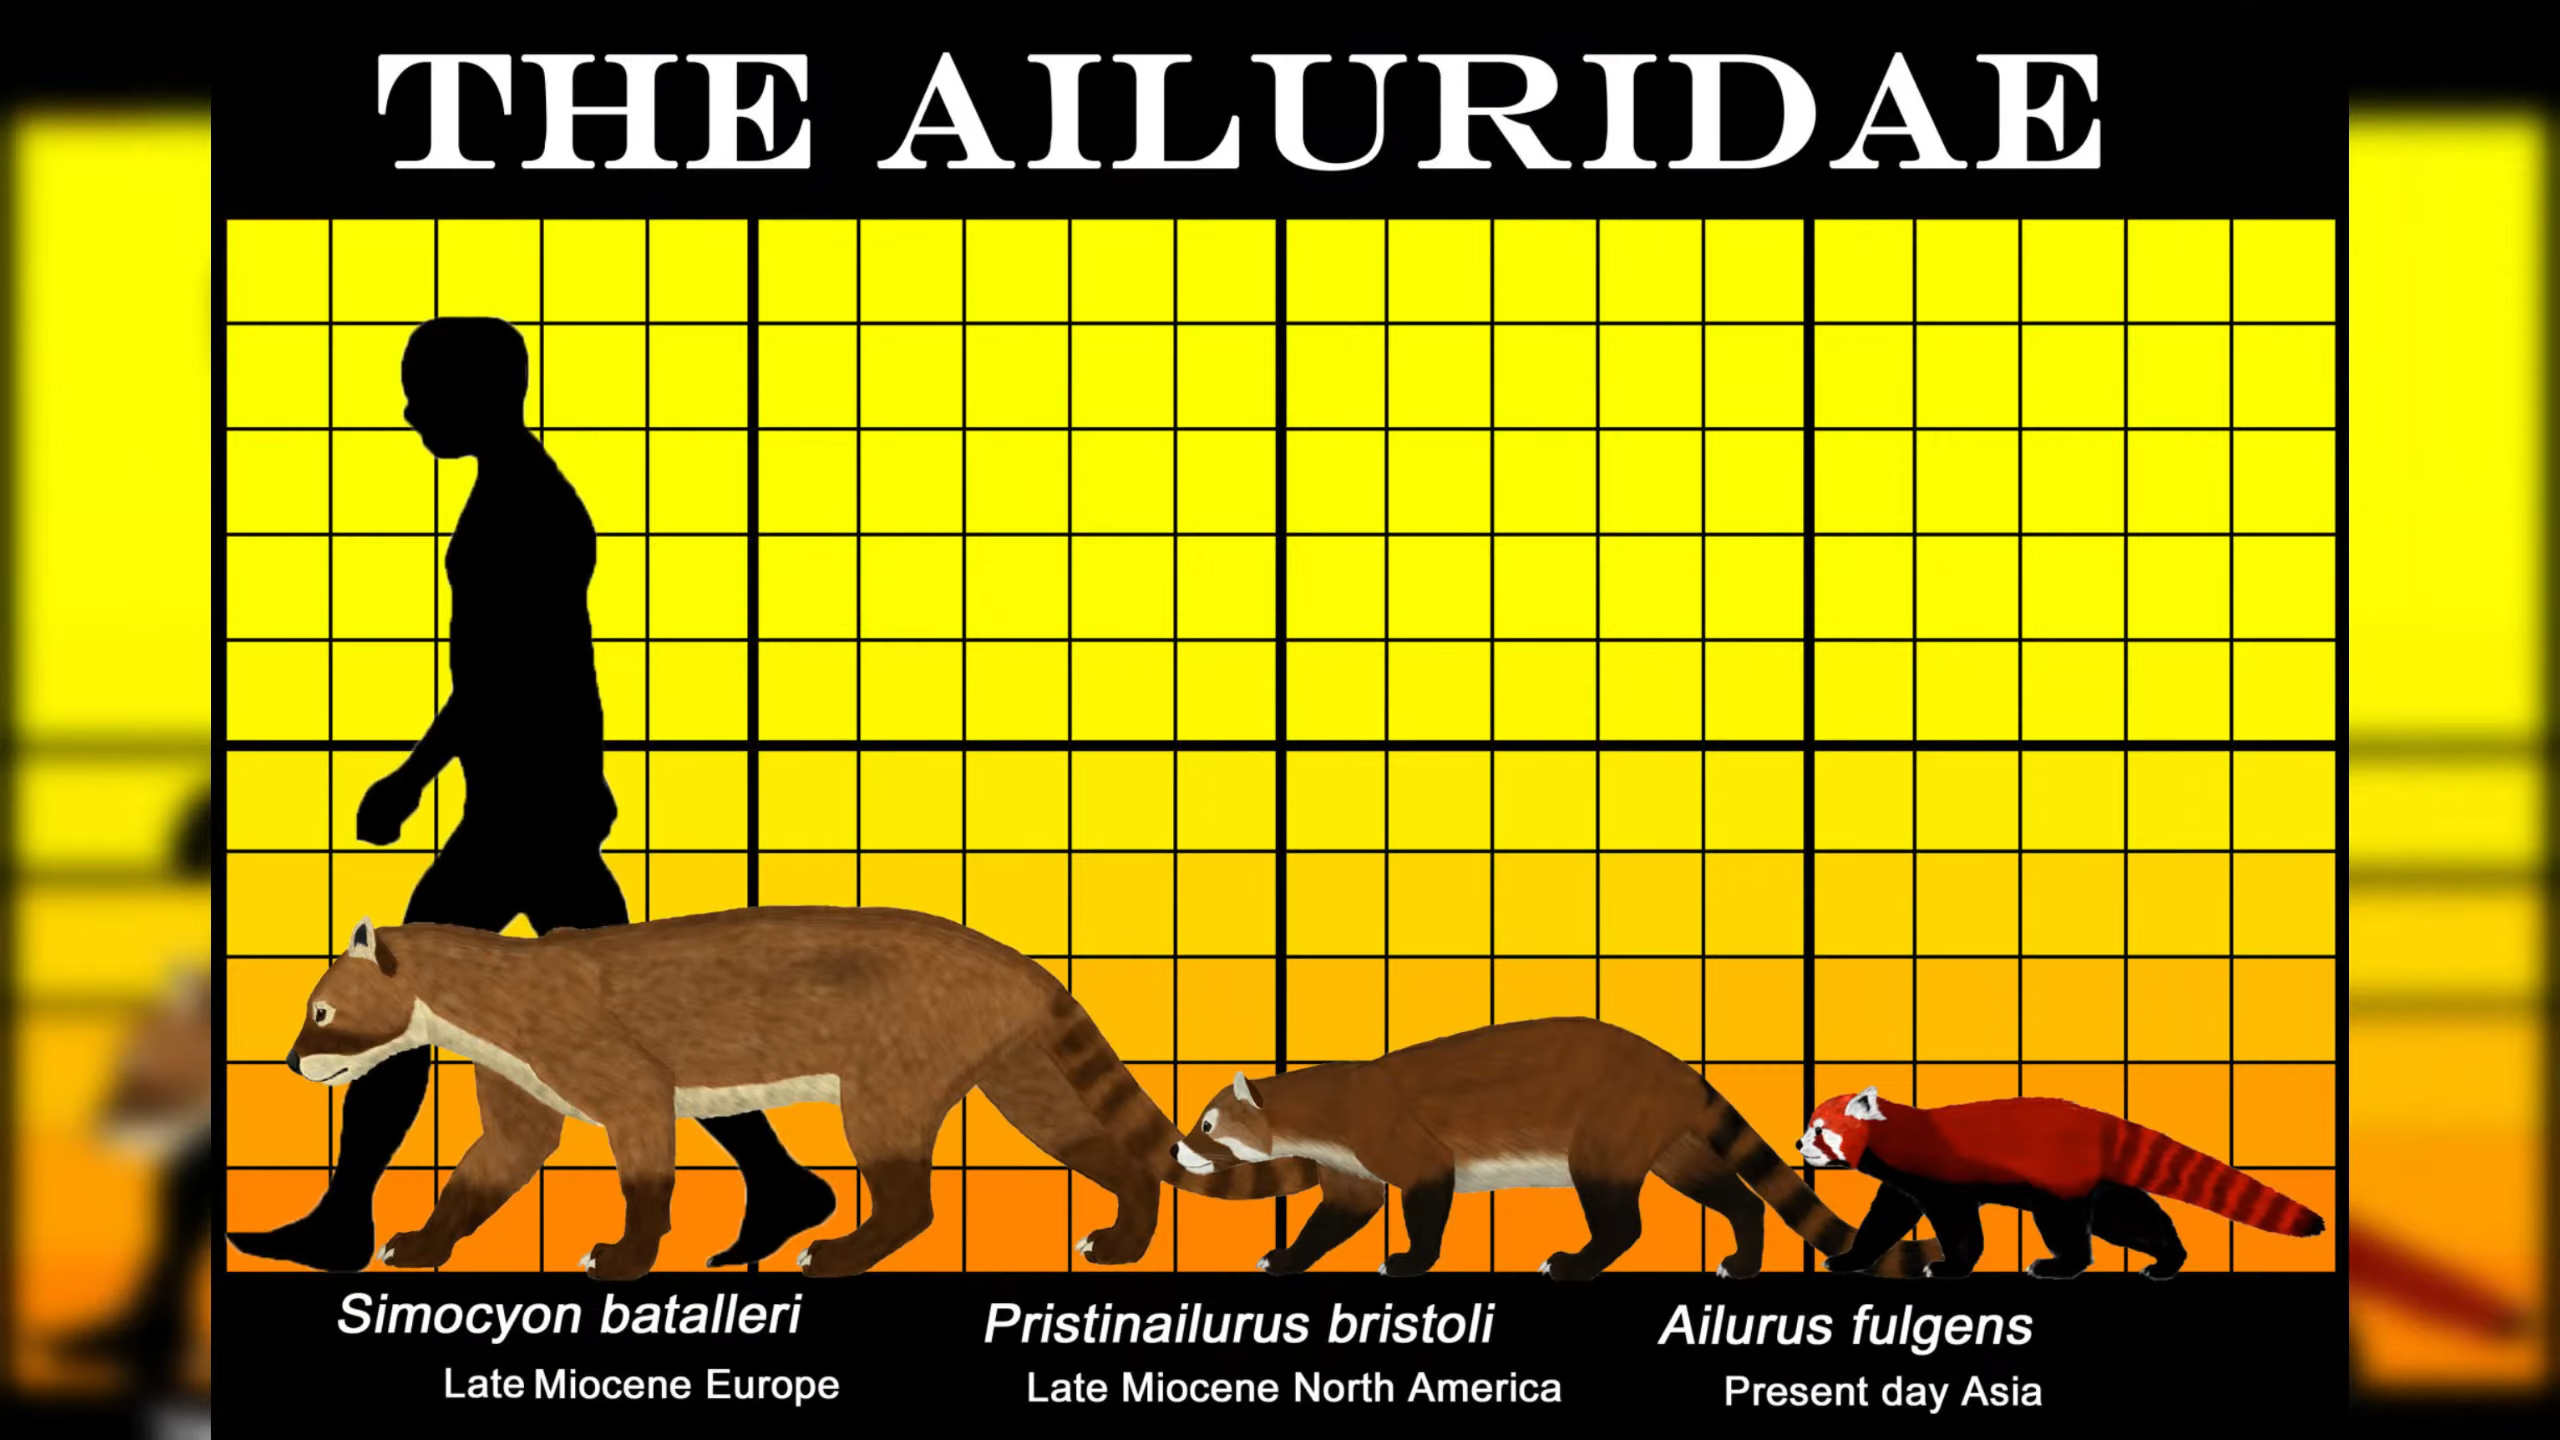 THE AILURIDAE
Simocyon batalleri
Late Miocene Europe
Pristinailurus bristoli
Late Miocene North America
Ailurus fulgens
Present day Asia